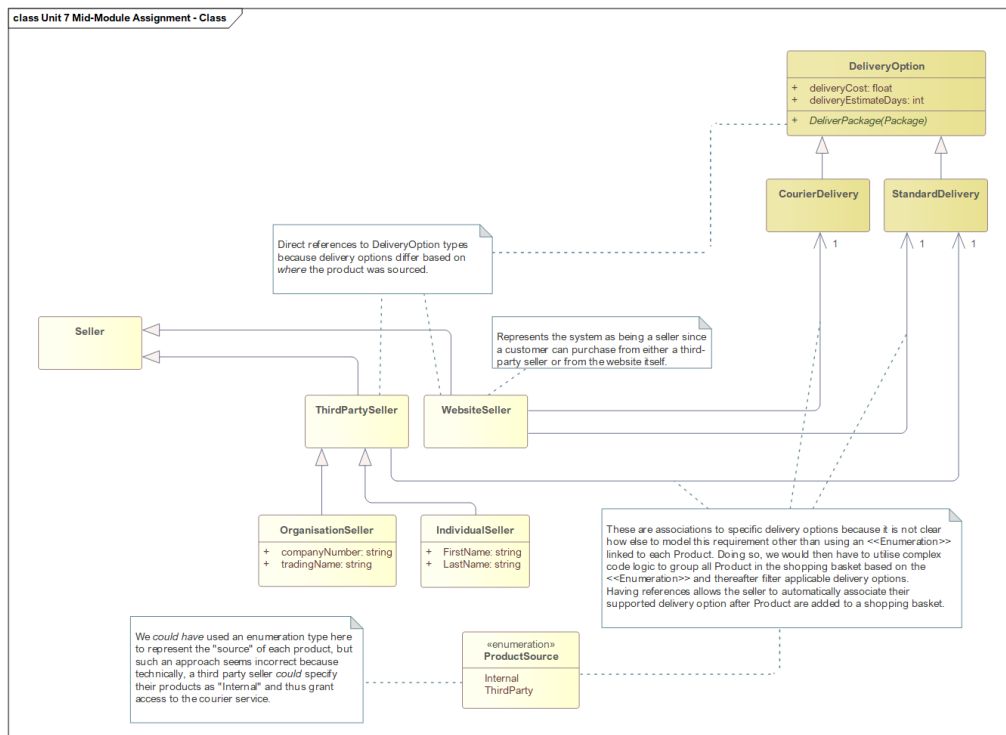 class Unit 7 Mid-Module Assignment - Class
DeliveryOption
+ deliveryCost: float
+ deliveryEstimateDays: int
+ DeliverPackage(Package)
CourierDelivery
StandardDelivery
1
1
1
Direct references to DeliveryOption types
because delivery options differ based on
where the product was sourced.
Seller
Represents the system as being a seller since
a customer can purchase from either a third-
party seller or from the website itself.
ThirdPartySeller
WebsiteSeller
OrganisationSeller
+ companyNumber: string
+ tradingName: string
IndividualSeller
+ FirstName: string
+ LastName: string
These are associations to specific delivery options because it is not clear
how else to model this requirement other than using an <<Enumeration>>
linked to each Product. Doing so, we would then have to utilise complex
code logic to group all Product in the shopping basket based on the
<<Enumeration>> and thereafter filter applicable delivery options.
Having references allows the seller to automatically associate their
supported delivery option after Product are added to a shopping basket.
We could have used an enumeration type here
to represent the "source" of each product, but
such an approach seems incorrect because
technically, a third party seller could specify
their products as "Internal" and thus grant
access to the courier service.
«enumeration»
ProductSource
Internal
ThirdParty